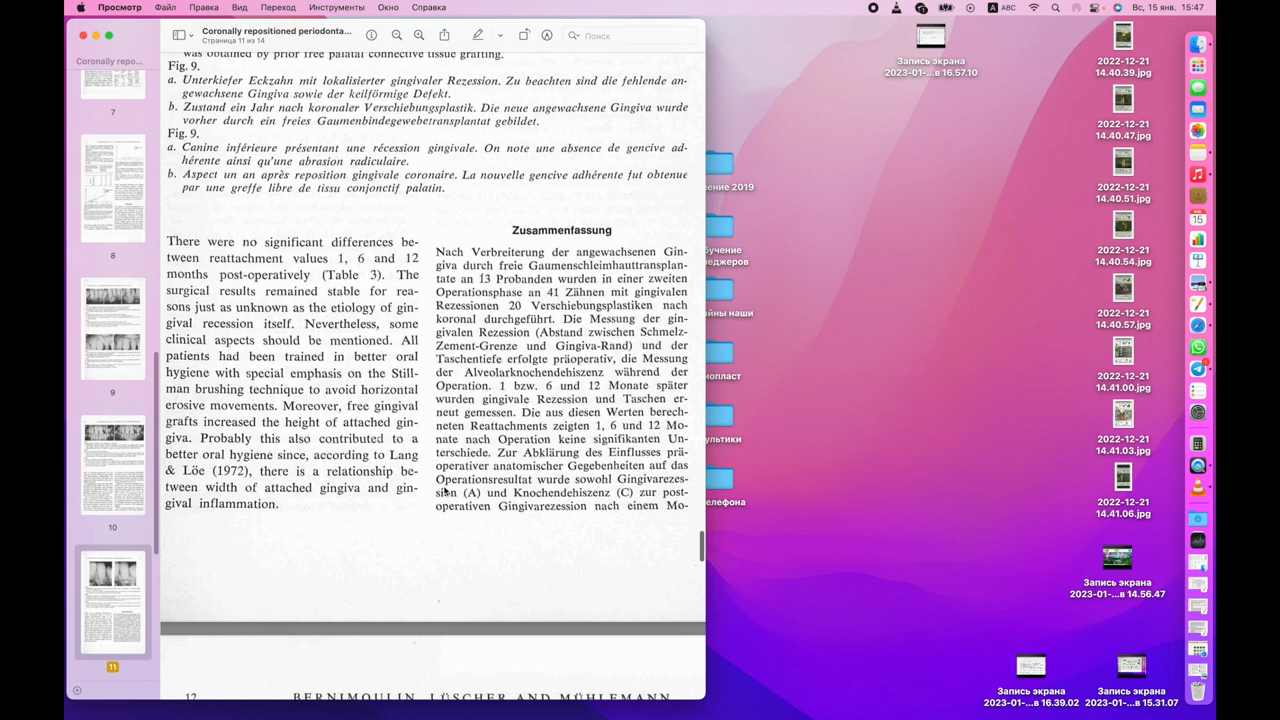 Просмотр Файл Правка Вид Переход Инструменты Окно Справка
A ABC Вс, 15 янв. 15:47
Coronally repositioned periodonta...
Страница 11 из 14
Поиск
Coronally repo...
7
8
9
10
11
was obtained by prior free palatal connective tissue grafting.
Fig. 9.
a. Unterkiefer Eckzahn mit lokalisierter gingivaler Rezession. Zu beachten sind die fehlende an-
gewachsene Gingiva sowie der keilförmige Defekt.
b. Zustand ein Jahr nach koronaler Verschiebungsplastik. Die neue angewachsene Gingiva wurde
vorher durch ein freies Gaumenbindegewebetransplantat gebildet.
Fig. 9.
a. Canine inférieure présentant une récession gingivale. On note une absence de gencive ad-
hérente ainsi qu'une abrasion radiculaire.
b. Aspect un an après reposition gingivale coronaire. La nouvelle gencive adhérente fut obtenue
par une greffe libre de tissu conjonctif palatin.
There were no significant differences be-
tween reattachment values 1, 6 and 12
months post-operatively (Table 3). The
surgical results remained stable for rea-
sons just as unknown as the etiology of gin-
gival recession itself. Nevertheless, some
clinical aspects should be mentioned. All
patients had been trained in better oral
hygiene with special emphasis on the Still-
man brushing technique to avoid horizontal
erosive movements. Moreover, free gingival
grafts increased the height of attached gin-
giva. Probably this also contributed to a
better oral hygiene since, according to Lang
& Löe (1972), there is a relationship be-
tween width of attached gingiva and gin-
gival inflammation.
Zusammenfassung
Nach Verbreiterung der angewachsenen Gin-
giva durch freie Gaumenschleimhauttransplan-
tate an 13 Probanden wurden in einer zweiten
Operationsphase an 41 Zähnen mit gingivalen
Rezessionen 20 Verschiebungsplastiken nach
koronal durchgeführt. Die Messung der gin-
givalen Rezession (Abstand zwischen Schmelz-
Zement-Grenze und Gingiva-Rand) und der
Taschentiefe erfolgte präoperativ, die Messung
der Alveolarknochendehiszenz während der
Operation. 1 bzw. 6 und 12 Monate später
wurden gingivale Rezession und Taschen er-
neut gemessen. Die aus diesen Werten berech-
neten Reattachments zeigten 1, 6 und 12 Mo-
nate nach Operation keine signifikanten Un-
terschiede. Zur Abklärung des Einflusses prä-
operativer anatomischer Gegebenheiten auf das
Operationsresultat wurde sowohl Gingivarezes-
sion (A) und Knochendehiszenz (C) zur post-
operativen Gingivarezession nach einem Mo-
12 BERNIMOULIN, LÜSCHER AND MÜHLEMANN
Запись экрана
2023-01-...в 16.57.10
2022-12-21
14.40.39.jpg
2022-12-21
14.40.47.jpg
2022-12-21
14.40.51.jpg
2022-12-21
14.40.54.jpg
2022-12-21
14.40.57.jpg
2022-12-21
14.41.00.jpg
2022-12-21
14.41.03.jpg
2022-12-21
14.41.06.jpg
ение 2019
бучение
еджеров
йны наши
иопласт
ультики
елефона
Запись экрана
2023-01-...в 14.56.47
Запись экрана
2023-01-...в 16.39.02
Запись экрана
2023-01-...в 15.31.07
ЯНВ
15